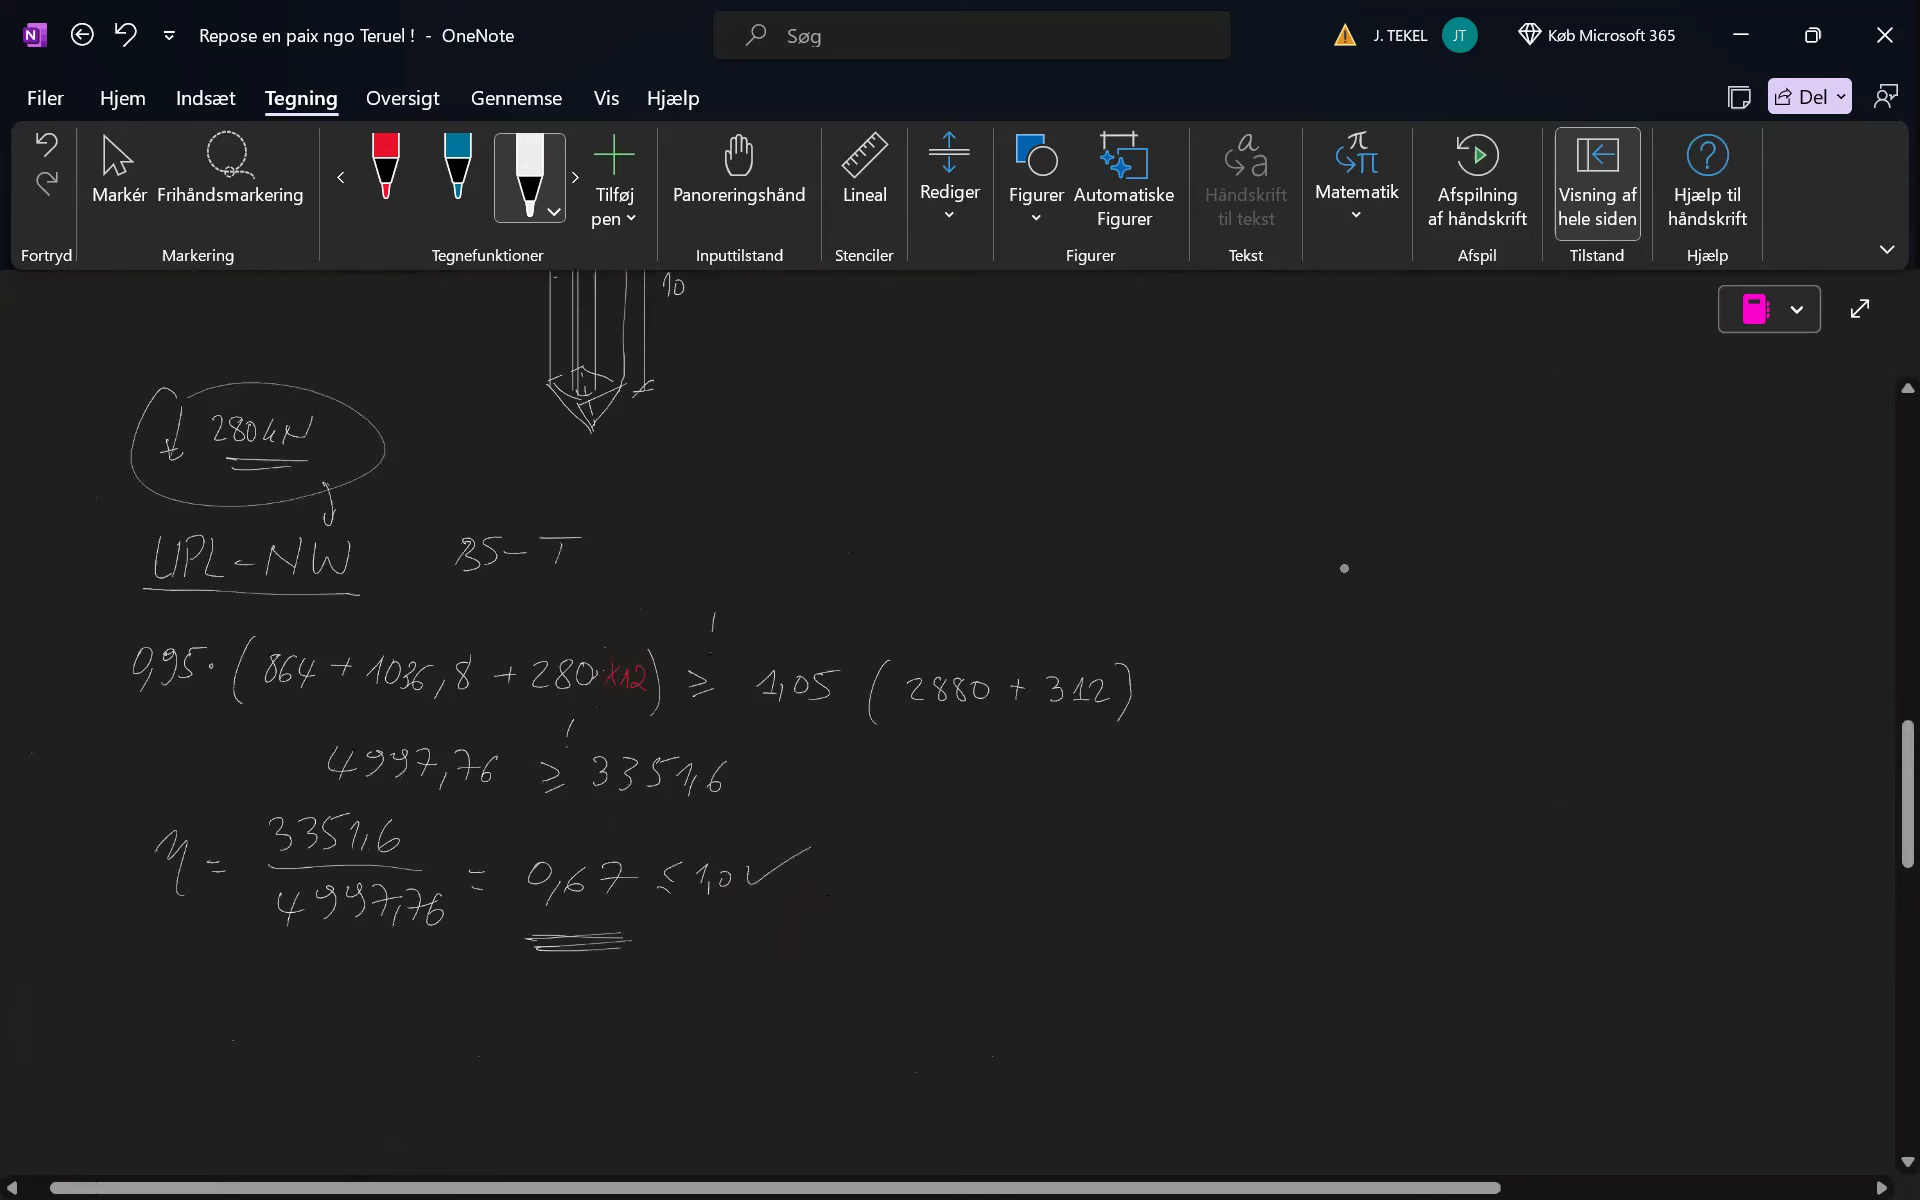 Repose en paix ngo Teruel ! - OneNote
Søg
J. TEKEL
JT
Køb Microsoft 365
Filer
Hjem
Indsæt
Tegning
Oversigt
Gennemse
Vis
Hjælp
Del
Markér
Frihåndsmarkering
Tilføj
pen
Panoreringshånd
Lineal
Rediger
Figurer
Automatiske
Figurer
Håndskrift
til tekst
Matematik
Afspilning
af håndskrift
Visning af
hele siden
Hjælp til
håndskrift
Fortryd
Markering
Tegnefunktioner
Inputtilstand
Stenciler
Figurer
Tekst
Afspil
Tilstand
Hjælp
10
280 kN
UPL-NW
BS-T
0,95·(864 + 1036,8 + 280·x12) ≥ 1,05 (2880 + 312)
4997,76 ≥ 3351,6
η = 3351,6 / 4997,76 = 0,67 ≤ 1,0 ✓